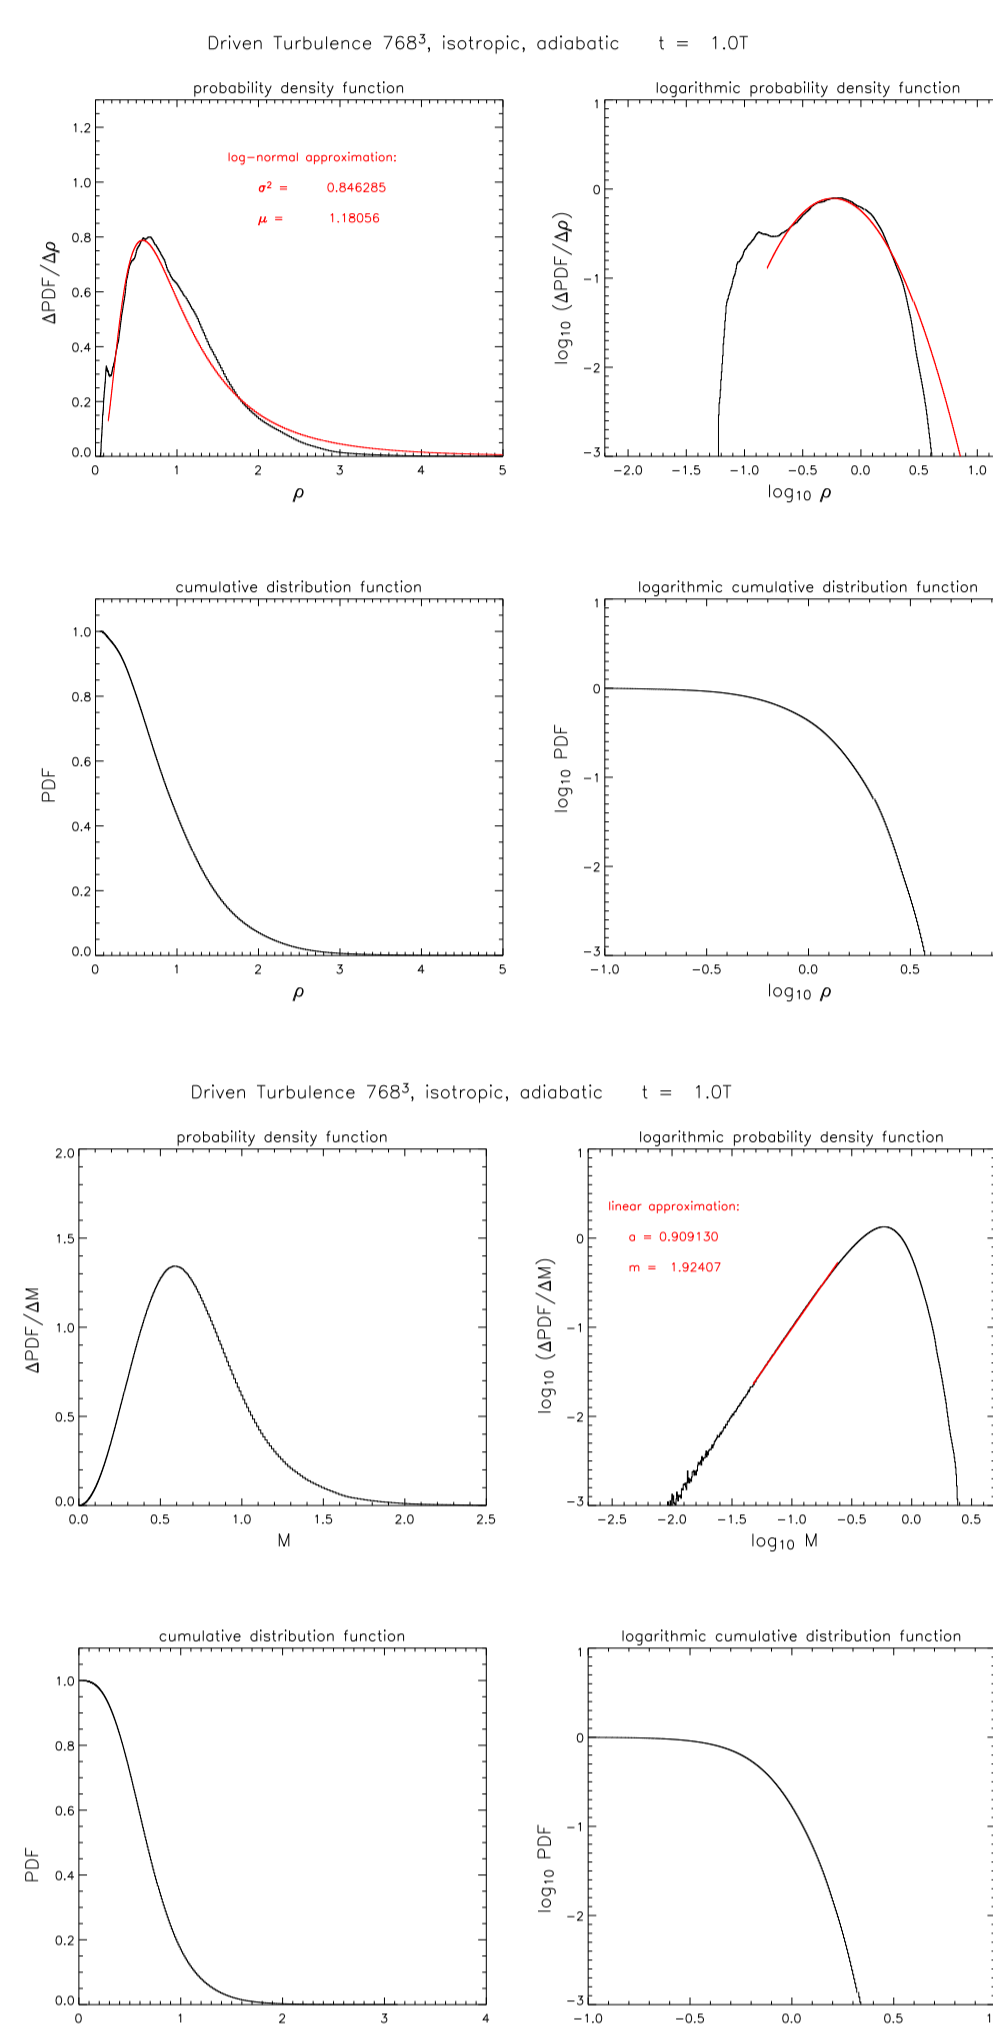 Driven Turbulence 768³, isotropic, adiabatic t = 1.0T
probability density function
logarithmic probability density function
log-normal approximation:
σ² = 0.846285
μ = 1.18056
ΔPDF/Δρ
1.2
1.0
0.8
0.6
0.4
0.2
0.0
0 1 2 3 4 5
ρ
log₁₀ (ΔPDF/Δρ)
1
0
−1
−2
−3
−2.0 −1.5 −1.0 −0.5 0.0 0.5 1.0
log₁₀ ρ
cumulative distribution function
logarithmic cumulative distribution function
PDF
1.0
0.8
0.6
0.4
0.2
0.0
0 1 2 3 4 5
ρ
log₁₀ PDF
1
0
−1
−2
−3
−1.0 −0.5 0.0 0.5
log₁₀ ρ
Driven Turbulence 768³, isotropic, adiabatic t = 1.0T
probability density function
logarithmic probability density function
ΔPDF/ΔM
2.0
1.5
1.0
0.5
0.0
0.0 0.5 1.0 1.5 2.0 2.5
M
linear approximation:
a = 0.909130
m = 1.92407
log₁₀ (ΔPDF/ΔM)
1
0
−1
−2
−3
−2.5 −2.0 −1.5 −1.0 −0.5 0.0 0.5
log₁₀ M
cumulative distribution function
logarithmic cumulative distribution function
PDF
1.0
0.8
0.6
0.4
0.2
0.0
0 1 2 3 4
log₁₀ PDF
1
0
−1
−2
−3
−1.0 −0.5 0.0 0.5 1